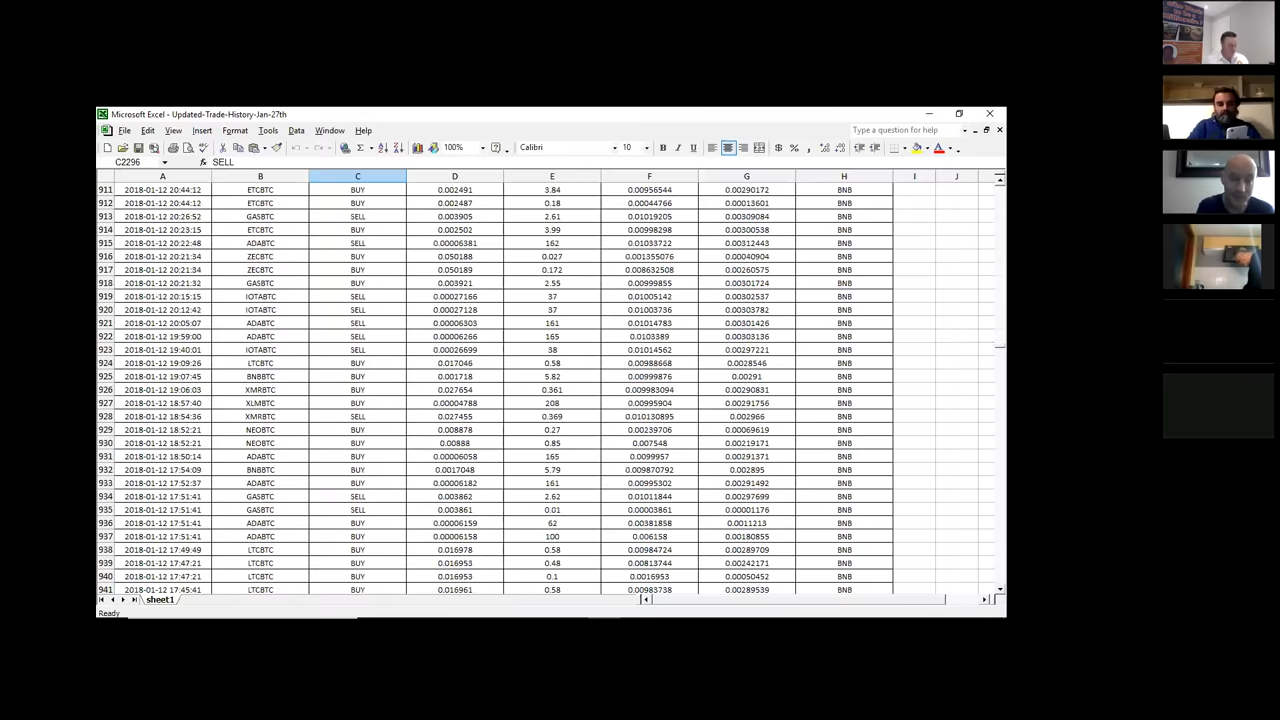 Microsoft Excel - Updated-Trade-History-Jan-27th
File Edit View Insert Format Tools Data Window Help
Type a question for help
100% Calibri 10 B I U
C2296 SELL
A B C D E F G H I J
911 2018-01-12 20:44:12 ETCBTC BUY 0.002491 3.84 0.00956544 0.00290172 BNB
912 2018-01-12 20:44:12 ETCBTC BUY 0.002487 0.18 0.00044766 0.00013601 BNB
913 2018-01-12 20:26:52 GASBTC SELL 0.003905 2.61 0.01019205 0.00309084 BNB
914 2018-01-12 20:23:15 ETCBTC BUY 0.002502 3.99 0.00998298 0.00300538 BNB
915 2018-01-12 20:22:48 ADABTC SELL 0.00006381 162 0.01033722 0.00312443 BNB
916 2018-01-12 20:21:34 ZECBTC BUY 0.050188 0.027 0.001355076 0.00040904 BNB
917 2018-01-12 20:21:34 ZECBTC BUY 0.050189 0.172 0.008632508 0.00260575 BNB
918 2018-01-12 20:21:32 GASBTC BUY 0.003921 2.55 0.00999855 0.00301724 BNB
919 2018-01-12 20:15:15 IOTABTC SELL 0.00027166 37 0.01005142 0.00302537 BNB
920 2018-01-12 20:12:42 IOTABTC SELL 0.00027128 37 0.01003736 0.00303782 BNB
921 2018-01-12 20:05:07 ADABTC SELL 0.00006303 161 0.01014783 0.00301426 BNB
922 2018-01-12 19:59:00 ADABTC SELL 0.00006266 165 0.0103389 0.00303136 BNB
923 2018-01-12 19:40:01 IOTABTC SELL 0.00026699 38 0.01014562 0.00297221 BNB
924 2018-01-12 19:09:26 LTCBTC BUY 0.017046 0.58 0.00988668 0.0028546 BNB
925 2018-01-12 19:07:45 BNBBTC BUY 0.001718 5.82 0.00999876 0.00291 BNB
926 2018-01-12 19:06:03 XMRBTC BUY 0.027654 0.361 0.009983094 0.00290831 BNB
927 2018-01-12 18:57:40 XLMBTC BUY 0.00004788 208 0.00995904 0.00291756 BNB
928 2018-01-12 18:54:36 XMRBTC SELL 0.027455 0.369 0.010130895 0.002966 BNB
929 2018-01-12 18:52:21 NEOBTC BUY 0.008878 0.27 0.00239706 0.00069619 BNB
930 2018-01-12 18:52:21 NEOBTC BUY 0.00888 0.85 0.007548 0.00219171 BNB
931 2018-01-12 18:50:14 ADABTC BUY 0.00006058 165 0.0099957 0.00291371 BNB
932 2018-01-12 17:54:09 BNBBTC BUY 0.0017048 5.79 0.009870792 0.002895 BNB
933 2018-01-12 17:52:37 ADABTC BUY 0.00006182 161 0.00995302 0.00291492 BNB
934 2018-01-12 17:51:41 GASBTC SELL 0.003862 2.62 0.01011844 0.00297699 BNB
935 2018-01-12 17:51:41 GASBTC SELL 0.003861 0.01 0.00003861 0.00001176 BNB
936 2018-01-12 17:51:41 ADABTC BUY 0.00006159 62 0.00381858 0.0011213 BNB
937 2018-01-12 17:51:41 ADABTC BUY 0.00006158 100 0.006158 0.00180855 BNB
938 2018-01-12 17:49:49 LTCBTC BUY 0.016978 0.58 0.00984724 0.00289709 BNB
939 2018-01-12 17:47:21 LTCBTC BUY 0.016953 0.48 0.00813744 0.00242171 BNB
940 2018-01-12 17:47:21 LTCBTC BUY 0.016953 0.1 0.0016953 0.00050452 BNB
941 2018-01-12 17:45:41 LTCBTC BUY 0.016961 0.58 0.00983738 0.00289539 BNB
sheet1
Ready